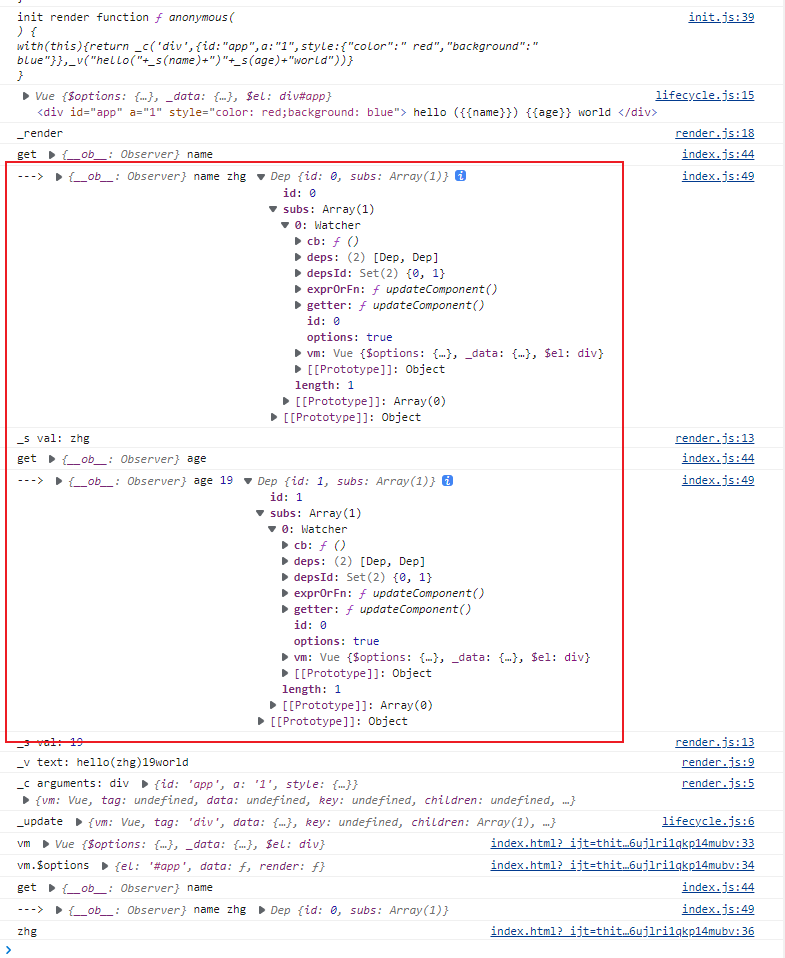 init render function ƒ anonymous( init.js:39
) {
with(this){return _c('div',{id:"app",a:"1",style:{"color":" red","background":"
blue"}},_v("hello("+_s(name)+")"+_s(age)+"world"))}
}
▶ Vue {$options: {…}, _data: {…}, $el: div#app} lifecycle.js:15
<div id="app" a="1" style="color: red;background: blue"> hello ({{name}}) {{age}} world </div>
_render render.js:18
get ▶ {__ob__: Observer} name index.js:44
---> ▶ {__ob__: Observer} name zhg ▼ Dep {id: 0, subs: Array(1)} i index.js:49
id: 0
▼ subs: Array(1)
▼ 0: Watcher
▶ cb: ƒ ()
▶ deps: (2) [Dep, Dep]
▶ depsId: Set(2) {0, 1}
▶ exprOrFn: ƒ updateComponent()
▶ getter: ƒ updateComponent()
id: 0
options: true
▶ vm: Vue {$options: {…}, _data: {…}, $el: div}
▶ [[Prototype]]: Object
length: 1
▶ [[Prototype]]: Array(0)
▶ [[Prototype]]: Object
_s val: zhg render.js:13
get ▶ {__ob__: Observer} age index.js:44
---> ▶ {__ob__: Observer} age 19 ▼ Dep {id: 1, subs: Array(1)} i index.js:49
id: 1
▼ subs: Array(1)
▼ 0: Watcher
▶ cb: ƒ ()
▶ deps: (2) [Dep, Dep]
▶ depsId: Set(2) {0, 1}
▶ exprOrFn: ƒ updateComponent()
▶ getter: ƒ updateComponent()
id: 0
options: true
▶ vm: Vue {$options: {…}, _data: {…}, $el: div}
▶ [[Prototype]]: Object
length: 1
▶ [[Prototype]]: Array(0)
▶ [[Prototype]]: Object
_s val: 19 render.js:13
_v text: hello(zhg)19world render.js:9
_c arguments: div ▶ {id: 'app', a: '1', style: {…}} render.js:5
▶ {vm: Vue, tag: undefined, data: undefined, key: undefined, children: undefined, …}
_update ▶ {vm: Vue, tag: 'div', data: {…}, key: undefined, children: Array(1), …} lifecycle.js:6
vm ▶ Vue {$options: {…}, _data: {…}, $el: div} index.html?_ijt=thit…6ujlri1qkp14mubv:33
vm.$options ▶ {el: '#app', data: ƒ, render: ƒ} index.html?_ijt=thit…6ujlri1qkp14mubv:34
get ▶ {__ob__: Observer} name index.js:44
---> ▶ {__ob__: Observer} name zhg ▶ Dep {id: 0, subs: Array(1)} index.js:49
zhg index.html?_ijt=thit…6ujlri1qkp14mubv:36